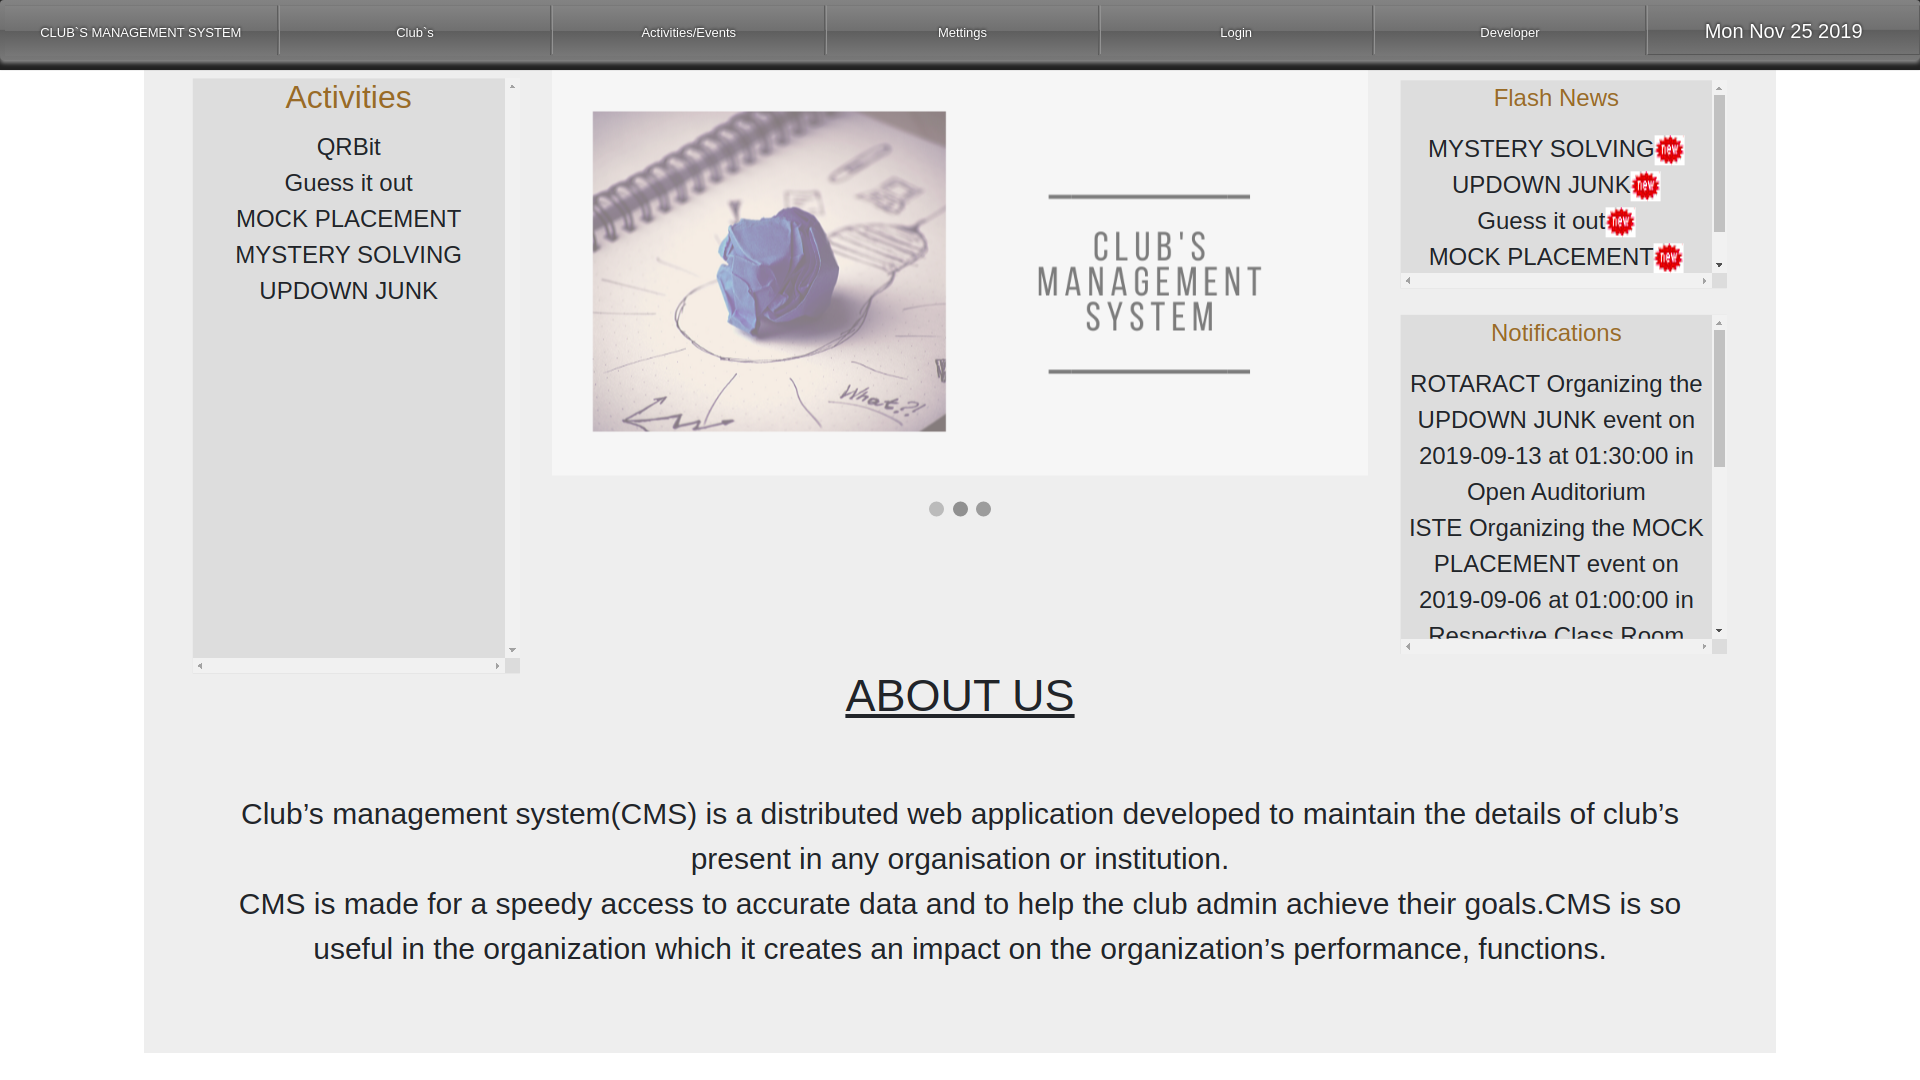 CLUB`S MANAGEMENT SYSTEM
Club`s
Activities/Events
Mettings
Login
Developer
Mon Nov 25 2019
Activities
QRBit
Guess it out
MOCK PLACEMENT
MYSTERY SOLVING
UPDOWN JUNK
What?!
CLUB'S
MANAGEMENT
SYSTEM
Flash News
MYSTERY SOLVING new
UPDOWN JUNK new
Guess it out new
MOCK PLACEMENT new
Notifications
ROTARACT Organizing the
UPDOWN JUNK event on
2019-09-13 at 01:30:00 in
Open Auditorium
ISTE Organizing the MOCK
PLACEMENT event on
2019-09-06 at 01:00:00 in
Respective Class Room
ABOUT US
Club’s management system(CMS) is a distributed web application developed to maintain the details of club’s
present in any organisation or institution.
CMS is made for a speedy access to accurate data and to help the club admin achieve their goals.CMS is so
useful in the organization which it creates an impact on the organization’s performance, functions.